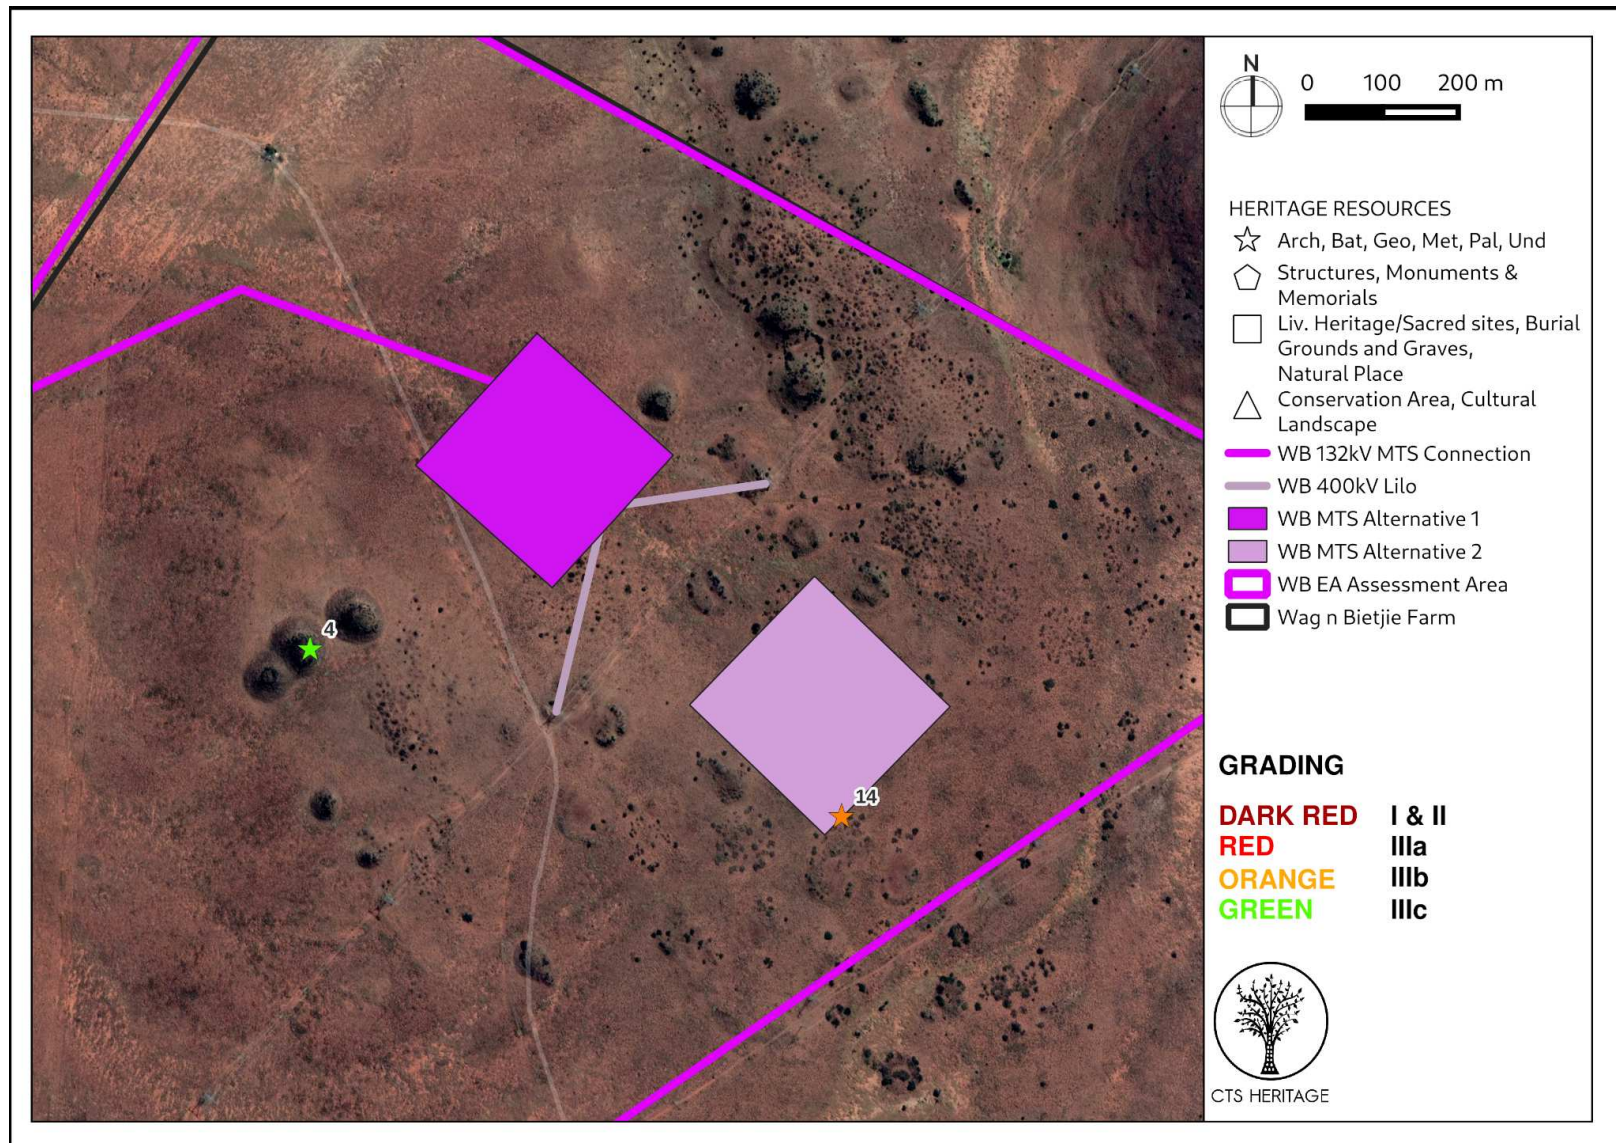 N
0 100 200 m
HERITAGE RESOURCES
Arch, Bat, Geo, Met, Pal, Und
Structures, Monuments &
Memorials
Liv. Heritage/Sacred sites, Burial
Grounds and Graves,
Natural Place
Conservation Area, Cultural
Landscape
WB 132kV MTS Connection
WB 400kV Lilo
WB MTS Alternative 1
WB MTS Alternative 2
WB EA Assessment Area
Wag n Bietjie Farm
4
14
GRADING
DARK RED I & II
RED IIIa
ORANGE IIIb
GREEN IIIc
CTS HERITAGE